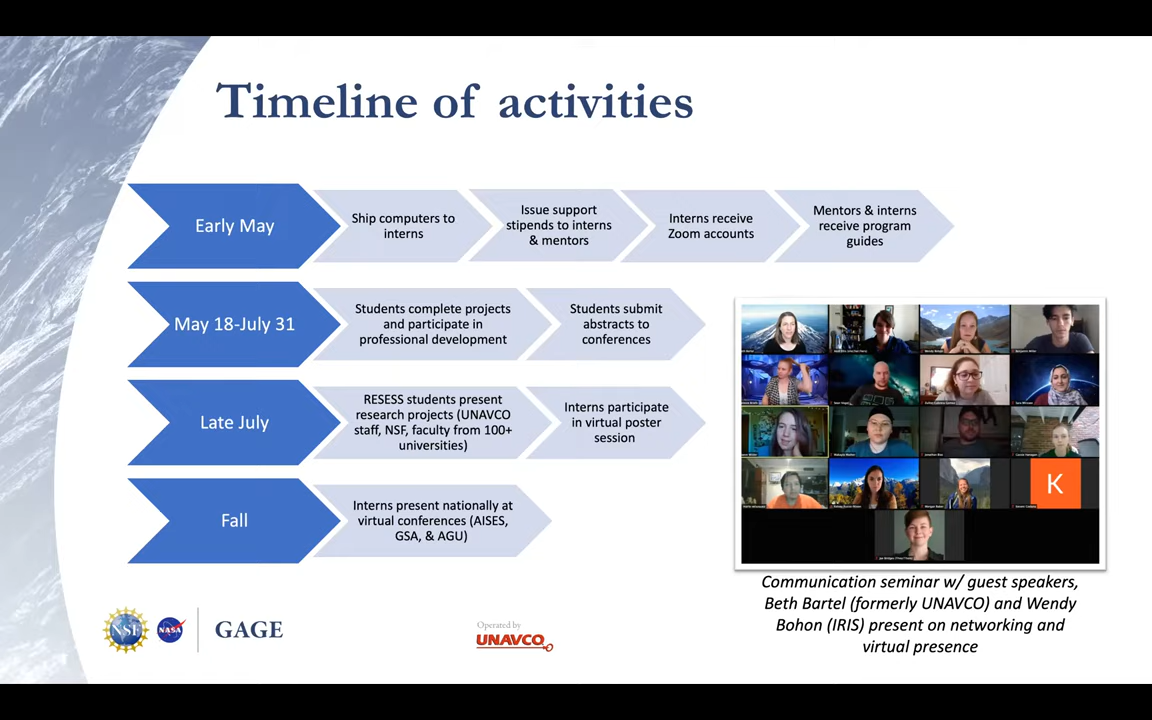 Timeline of activities
Early May
Ship computers to
interns
Issue support
stipends to interns
& mentors
Interns receive
Zoom accounts
Mentors & interns
receive program
guides
May 18-July 31
Students complete projects
and participate in
professional development
Students submit
abstracts to
conferences
Late July
RESESS students present
research projects (UNAVCO
staff, NSF, faculty from 100+
universities)
Interns participate
in virtual poster
session
Fall
Interns present nationally at
virtual conferences (AISES,
GSA, & AGU)
K
Communication seminar w/ guest speakers,
Beth Bartel (formerly UNAVCO) and Wendy
Bohon (IRIS) present on networking and
virtual presence
NSF
NASA
GAGE
Operated by
UNAVCO